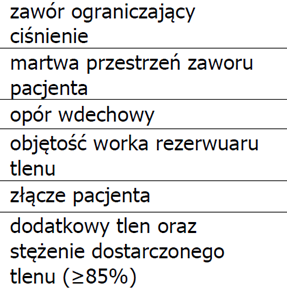 zawór ograniczający
ciśnienie
martwa przestrzeń zaworu
pacjenta
opór wdechowy
objętość worka rezerwuaru
tlenu
złącze pacjenta
dodatkowy tlen oraz
stężenie dostarczonego
tlenu (≥85%)